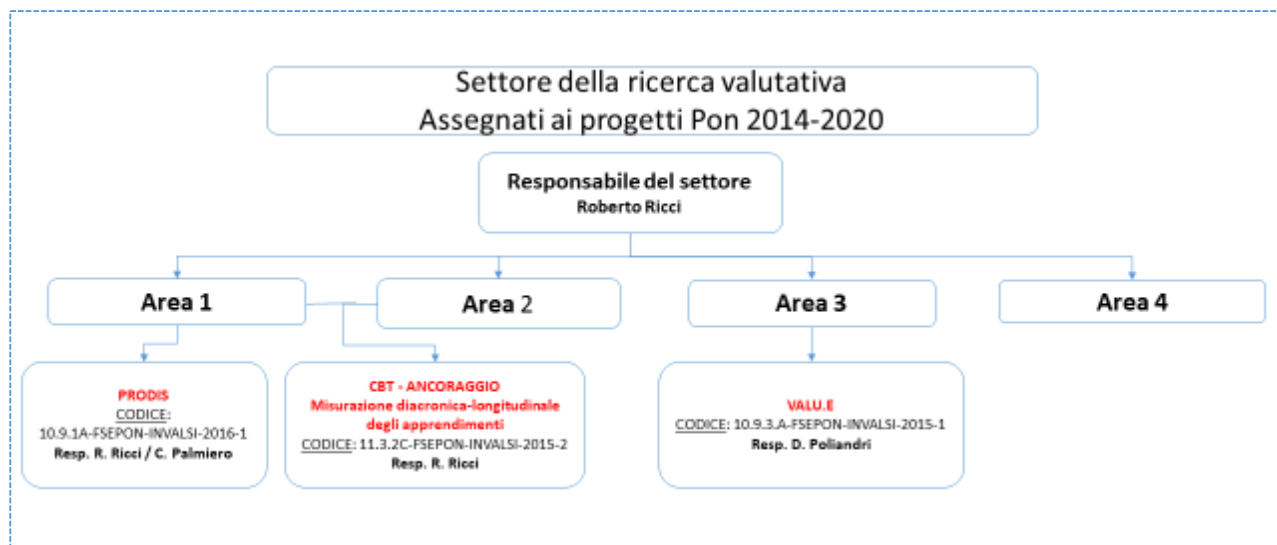 Settore della ricerca valutativa
Assegnati ai progetti Pon 2014-2020
Responsabile del settore
Roberto Ricci
Area 1
Area 2
Area 3
Area 4
PRODIS
CODICE:
10.9.1A-FSEPON-INVALSI-2016-1
Resp. R. Ricci / C. Palmiero
CBT - ANCORAGGIO
Misurazione diacronica-longitudinale
degli apprendimenti
CODICE: 11.3.2C-FSEPON-INVALSI-2015-2
Resp. R. Ricci
VALU.E
CODICE: 10.9.3.A-FSEPON-INVALSI-2015-1
Resp. D. Poliandri